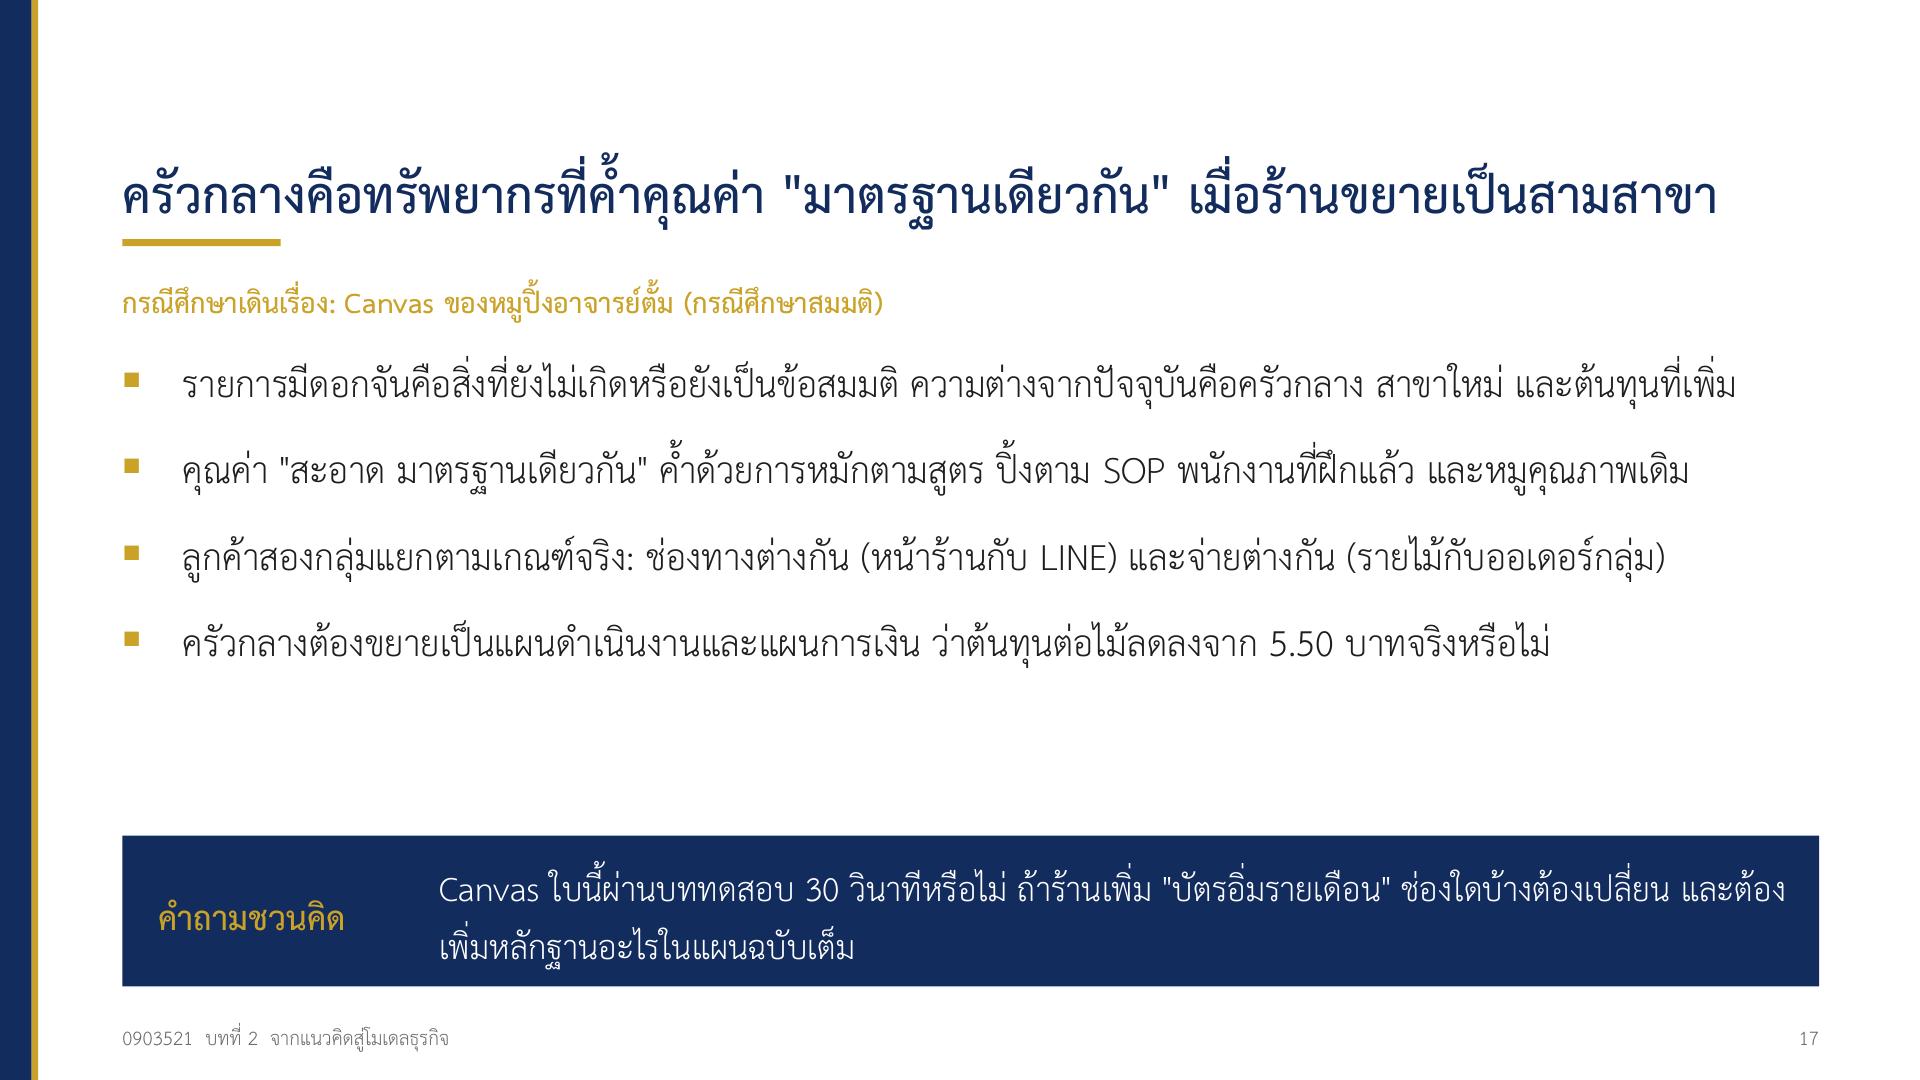 ครัวกลางคือทรัพยากรที่ค้ำคุณค่า "มาตรฐานเดียวกัน" เมื่อร้านขยายเป็นสามสาขา
กรณีศึกษาเดินเรื่อง: Canvas ของหมูปิ้งอาจารย์ตั้ม (กรณีศึกษาสมมติ)
รายการมีดอกจันคือสิ่งที่ยังไม่เกิดหรือยังเป็นข้อสมมติ ความต่างจากปัจจุบันคือครัวกลาง สาขาใหม่ และต้นทุนที่เพิ่ม
คุณค่า "สะอาด มาตรฐานเดียวกัน" ค้ำด้วยการหมักตามสูตร ปิ้งตาม SOP พนักงานที่ฝึกแล้ว และหมูคุณภาพเดิม
ลูกค้าสองกลุ่มแยกตามเกณฑ์จริง: ช่องทางต่างกัน (หน้าร้านกับ LINE) และจ่ายต่างกัน (รายไม้กับออเดอร์กลุ่ม)
ครัวกลางต้องขยายเป็นแผนดำเนินงานและแผนการเงิน ว่าต้นทุนต่อไม้ลดลงจาก 5.50 บาทจริงหรือไม่
คำถามชวนคิด
Canvas ใบนี้ผ่านบททดสอบ 30 วินาทีหรือไม่ ถ้าร้านเพิ่ม "บัตรอิ่มรายเดือน" ช่องใดบ้างต้องเปลี่ยน และต้อง
เพิ่มหลักฐานอะไรในแผนฉบับเต็ม
0903521 บทที่ 2 จากแนวคิดสู่โมเดลธุรกิจ
17